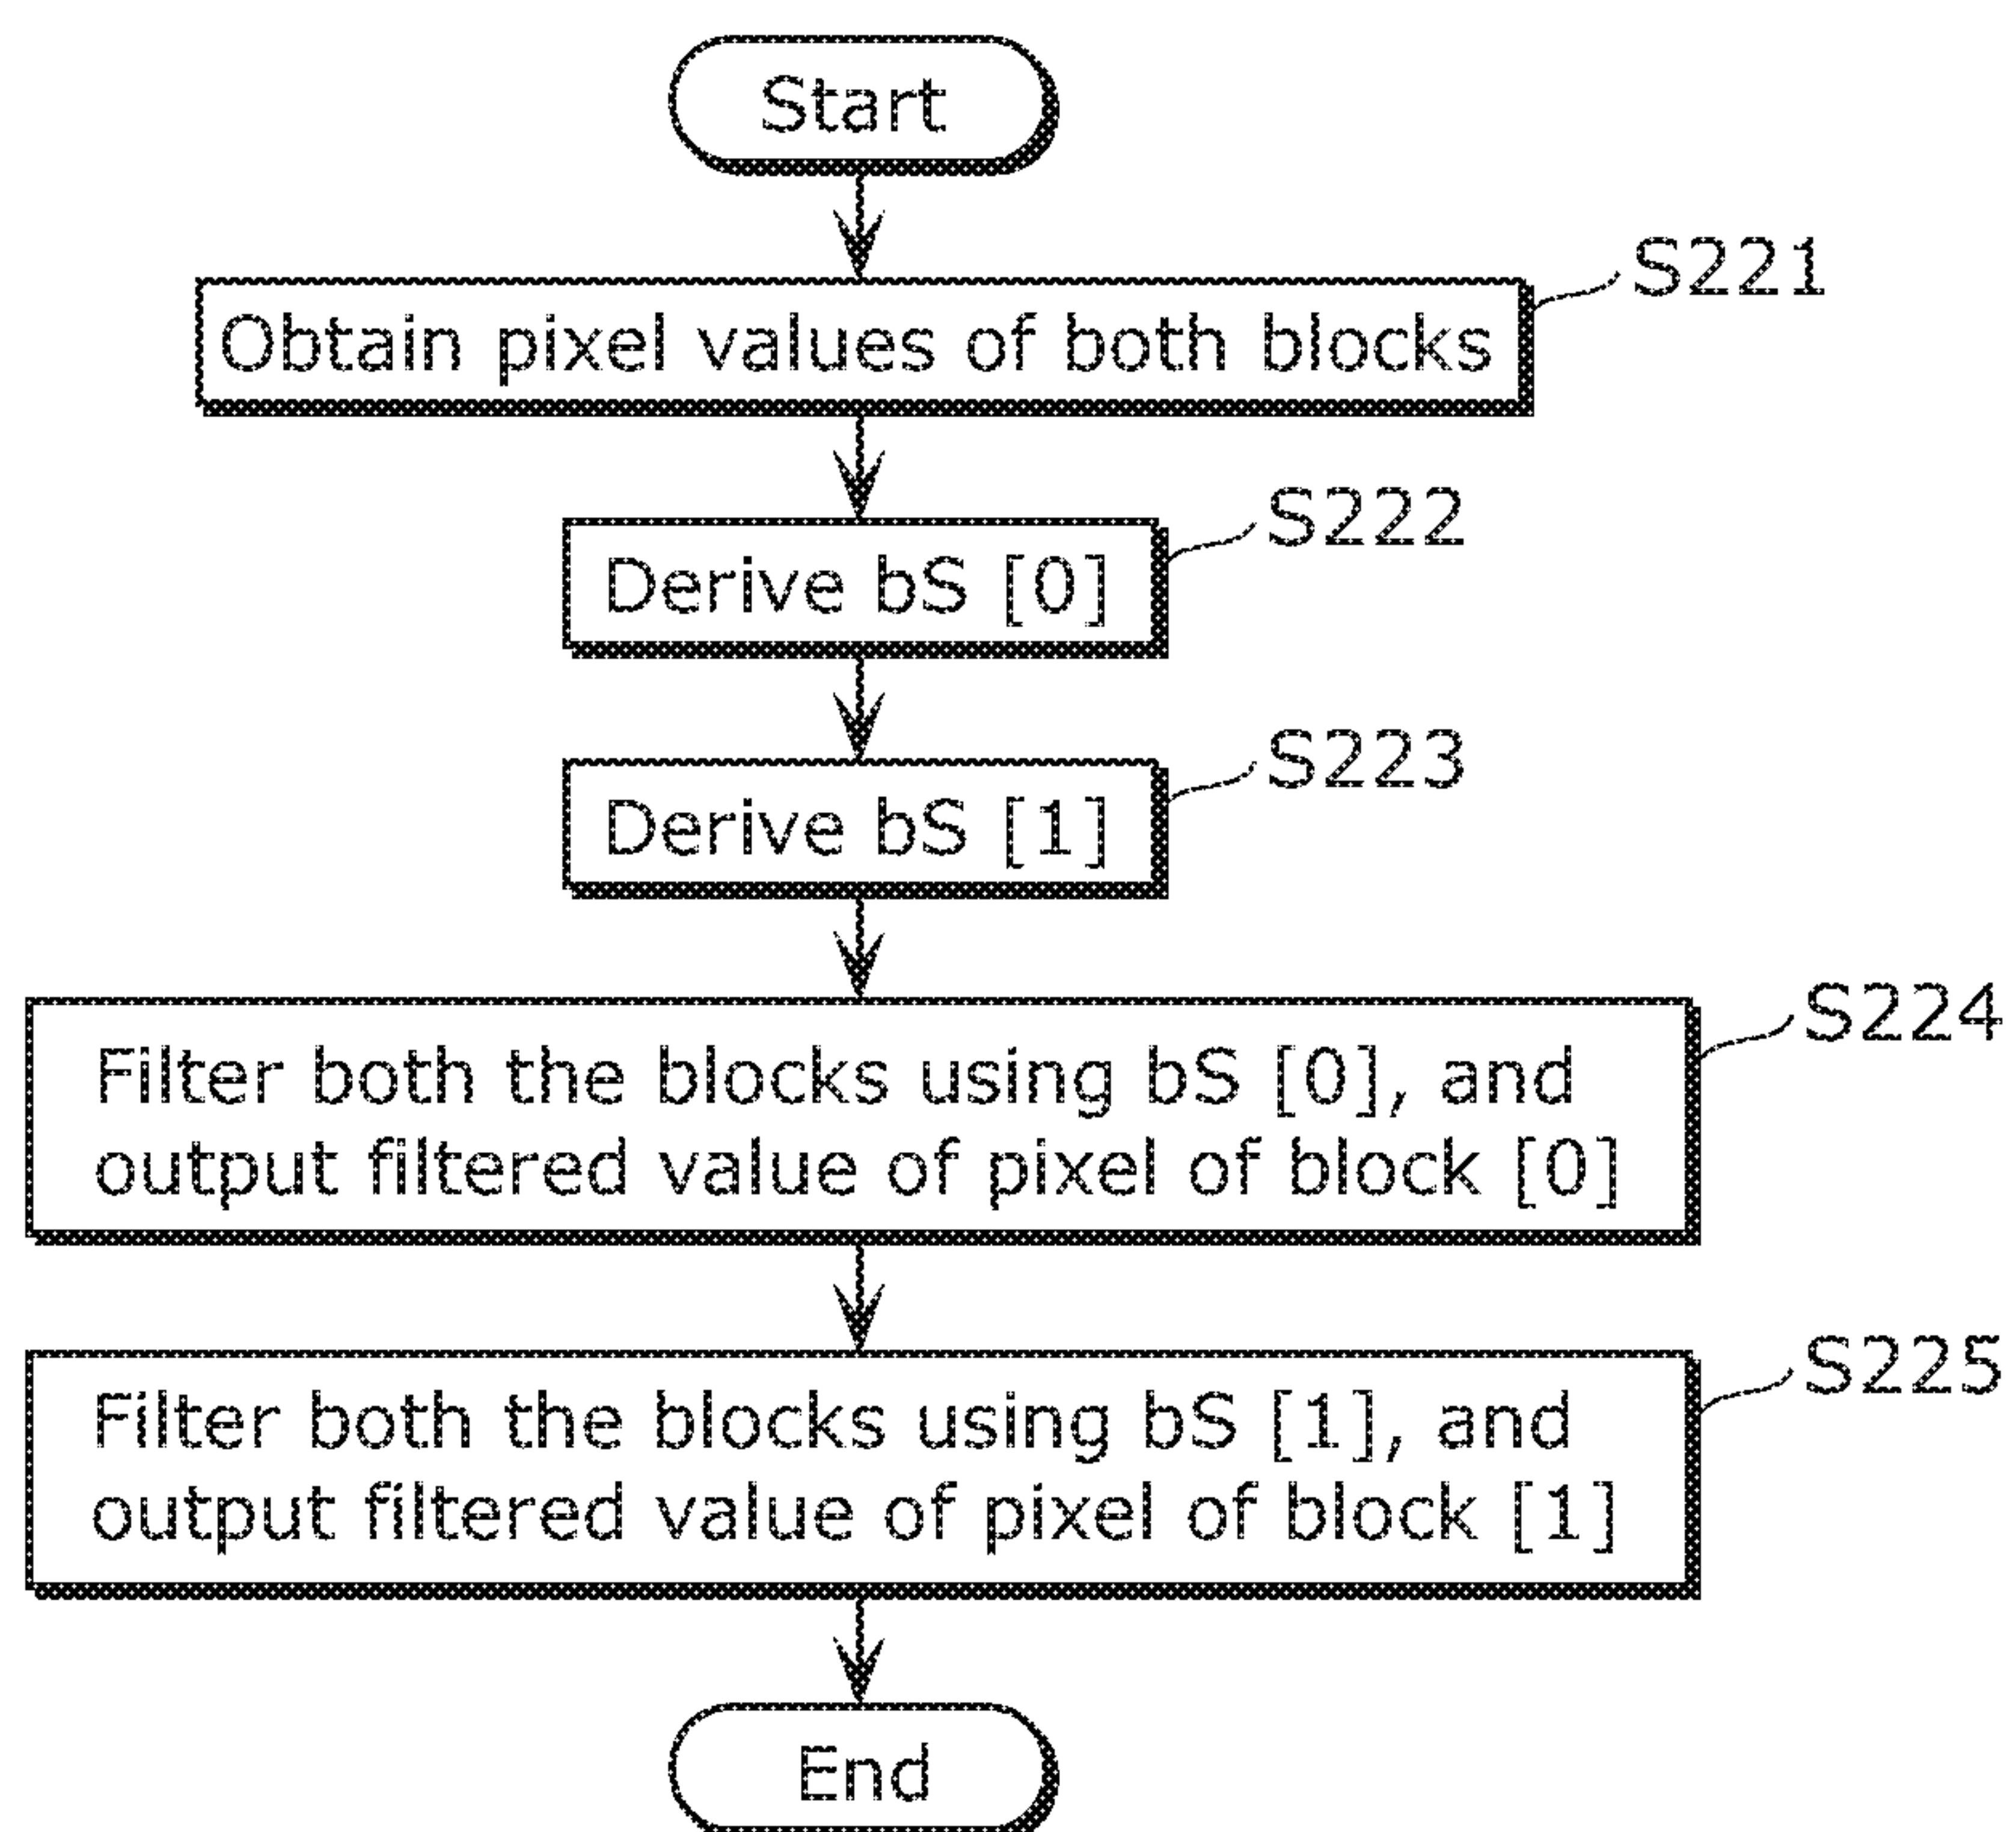 Start
S221
Obtain pixel values of both blocks
S222
Derive bS [0]
S223
Derive bS [1]
S224
Filter both the blocks using bS [0], and
output filtered value of pixel of block [0]
S225
Filter both the blocks using bS [1], and
output filtered value of pixel of block [1]
End